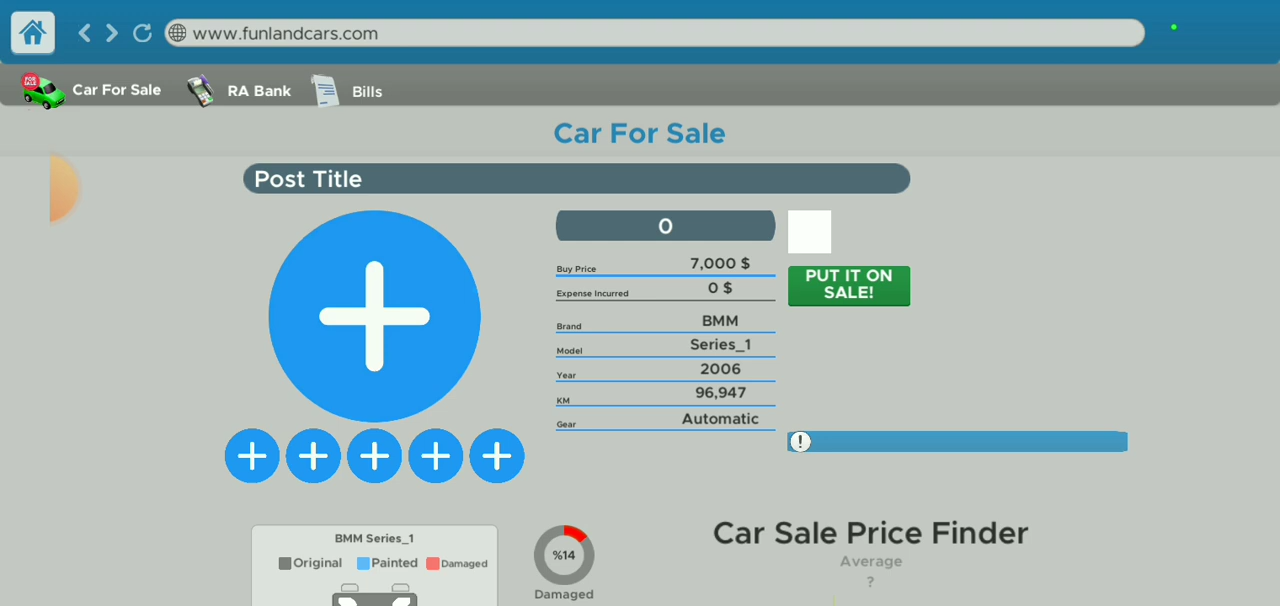 www.funlandcars.com
FOR SALE
Car For Sale
RA Bank
Bills
Car For Sale
Post Title
0
Buy Price 7,000 $
Expense Incurred 0 $
Brand BMM
Model Series_1
Year 2006
KM 96,947
Gear Automatic
PUT IT ON
SALE!
!
BMM Series_1
Original Painted Damaged
%14
Damaged
Car Sale Price Finder
Average
?